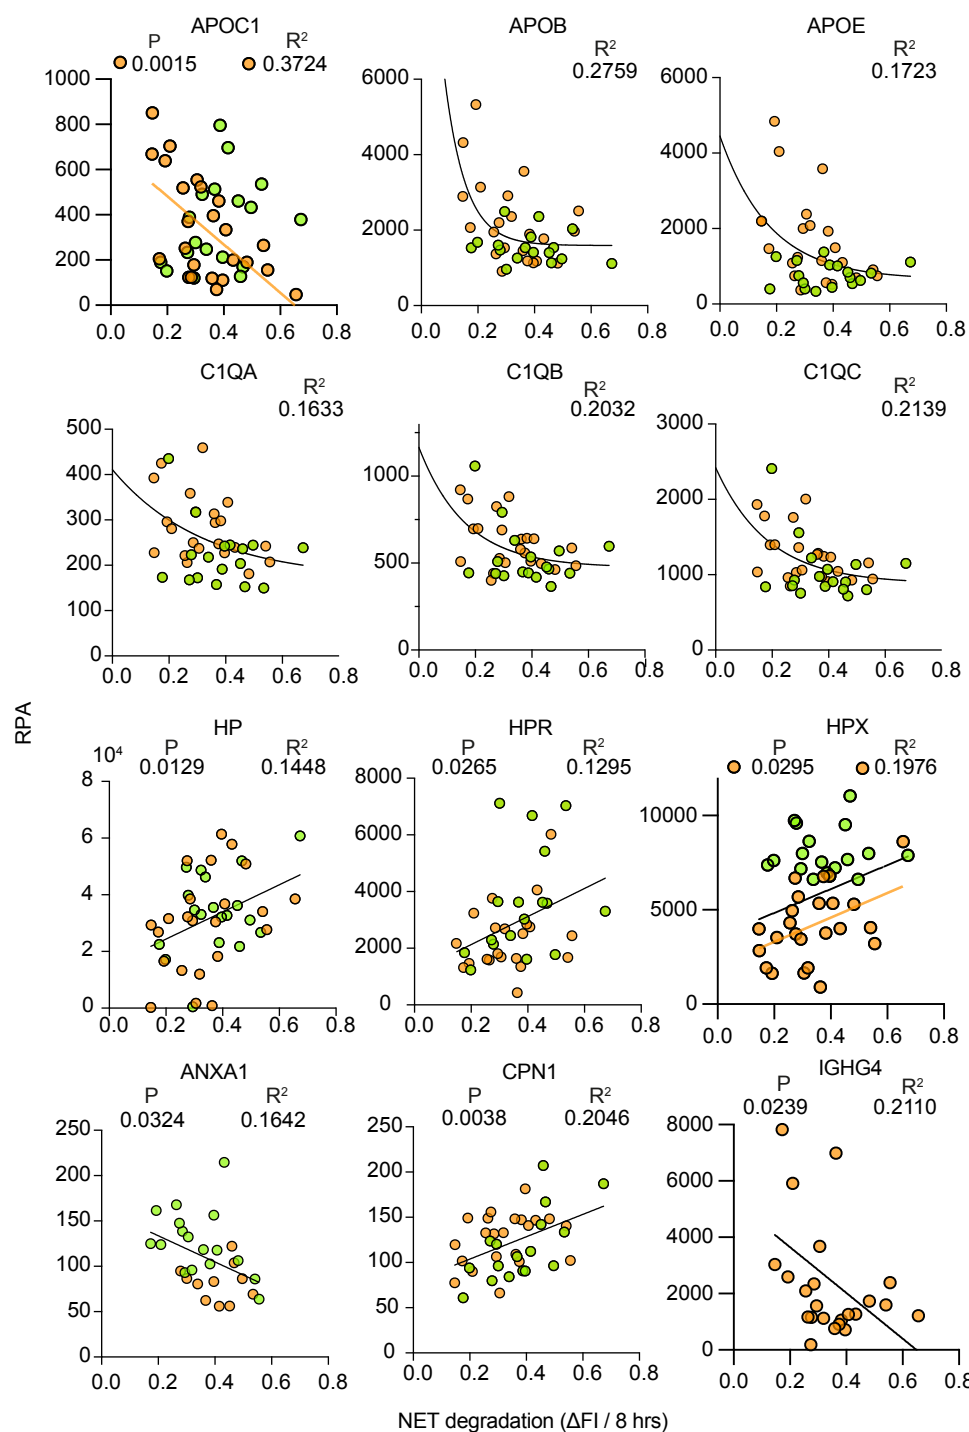 APOC1 APOB APOE
P R² R² R²
0.0015 0.3724 0.2759 0.1723
1000 6000 6000
800
600 4000 4000
400
200 2000 2000
0 0 0
0.0 0.2 0.4 0.6 0.8 0.0 0.2 0.4 0.6 0.8 0.0 0.2 0.4 0.6 0.8
C1QA C1QB C1QC
R² R² R²
0.1633 0.2032 0.2139
500 3000
400 1000
300 2000
200 500
100 1000
0 0 0
0.0 0.2 0.4 0.6 0.8 0.0 0.2 0.4 0.6 0.8 0.0 0.2 0.4 0.6 0.8
RPA
HP HPR HPX
10⁴ P R² P R² P R²
0.0129 0.1448 0.0265 0.1295 0.0295 0.1976
8 8000
6 6000 10000
4 4000 5000
2 2000
0 0 0
0.0 0.2 0.4 0.6 0.8 0.0 0.2 0.4 0.6 0.8 0.0 0.2 0.4 0.6 0.8
ANXA1 CPN1 IGHG4
P R² P R² P R²
0.0324 0.1642 0.0038 0.2046 0.0239 0.2110
250 250 8000
200 200 6000
150 150
100 100 4000
50 50 2000
0 0 0
0.0 0.2 0.4 0.6 0.8 0.0 0.2 0.4 0.6 0.8 0.0 0.2 0.4 0.6 0.8
NET degradation (ΔFI / 8 hrs)